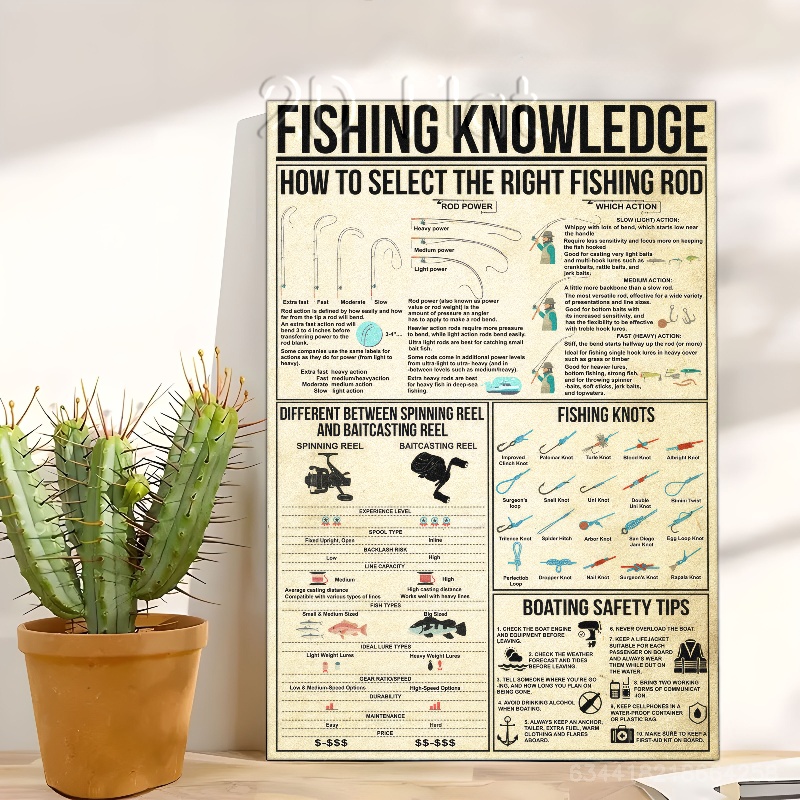 2D Flat
FISHING KNOWLEDGE
HOW TO SELECT THE RIGHT FISHING ROD
ROD POWER
Heavy power
Medium power
Light power
Extra fast Fast Moderate Slow
Rod action is defined by how easily and how
far from the tip a rod will bend.
An extra fast action rod will
bend 3 to 4 inches before
transferring power to the
rod blank.
3-4"...
Some companies use the same labels for
actions as they do for power (from light to
heavy).
Extra fast heavy action
Fast medium/heavyaction
Moderate medium action
Slow light action
Rod power (also known as power
value or rod weight) is the
amount of pressure an angler
has to apply to make a rod bend.
Heavier action rods require more pressure
to bend, while light action rods bend easily.
Ultra light rods are best for catching small
bait fish.
Some rods come in additional power levels
from ultra-light to ultra- heavy (and in
-between levels such as medium/heavy).
Extra heavy rods are best
for heavy fish in deep-sea
fishing.
WHICH ACTION
SLOW (LIGHT) ACTION:
Whippy with lots of bend, which starts low near
the handle
Require less sensitivity and focus more on keeping
the fish hooked
Good for casting very light baits
and multi-hook lures such as
crankbaits, rattle baits, and
jerk baits.
MEDIUM ACTION:
A little more backbone than a slow rod.
The most versatile rod, effective for a wide variety
of presentations and line sizes.
Good for bottom baits with
its increased sensitivity, and
has the flexibility to be effective
with treble hook lures.
FAST (HEAVY) ACTION:
Stiff, the bend starts halfway up the rod (or more)
Ideal for fishing single hook lures in heavy cover
such as grass or timber
Good for heavier lures,
bottom fishing, strong fish,
and for throwing spinner
-baits, soft jerks, jerk baits,
and topwaters.
DIFFERENT BETWEEN SPINNING REEL
AND BAITCASTING REEL
SPINNING REEL BAITCASTING REEL
EXPERIENCE LEVEL
SPOOL TYPE
Fixed Upright, Open Inline
BACKLASH RISK
Low High
LINE CAPACITY
Medium High
Average casting distance High casting distance
Compatible with various types of lines Works well with heavy lines
FISH TYPES
Small & Medium Sized Big Sized
IDEAL LURE TYPES
Light Weight Lures Heavy Weight Lures
GEAR RATIO/SPEED
Low & Medium-Speed Options High-Speed Options
DURABILITY
MAINTENANCE
Easy Hard
PRICE
$-$$$ $$-$$$
FISHING KNOTS
Improved
Clinch Knot
Palomar Knot
Turle Knot
Blood Knot
Albright Knot
Surgeon's
loop
Snell Knot
Uni Knot
Double
Uni Knot
Bimini Twist
Trilence Knot
Spider Hitch
Arbor Knot
San Diego
Jam Knot
Egg Loop Knot
Perfection
Loop
Dropper Knot
Nail Knot
Surgeon's Knot
Rapala Knot
BOATING SAFETY TIPS
1. CHECK THE BOAT ENGINE
AND EQUIPMENT BEFORE
LEAVING.
2. CHECK THE WEATHER
FORECAST AND TIDES
BEFORE LEAVING.
3. TELL SOMEONE WHERE YOU'RE GO
-ING, AND HOW LONG YOU PLAN ON
BEING GONE.
4. AVOID DRINKING ALCOHOL
WHEN BOATING.
5. ALWAYS KEEP AN ANCHOR,
TAILER, EXTRA FUEL, WARM
CLOTHING AND FLARES
ABOARD.
6. NEVER OVERLOAD THE BOAT.
7. KEEP A LIFEJACKET
SUITABLE FOR EACH
PASSENGER ON BOARD
AND ALWAYS WEAR
THEM WHILE OUT ON
THE WATER.
8. BRING TWO WORKING
FORMS OF COMMUNICAT
-ION.
9. KEEP CELLPHONES IN A
WATER-PROOF CONTAINER
OR PLASTIC BAG.
10. MAKE SURE TO KEEP A
FIRST-AID KIT ON BOARD.